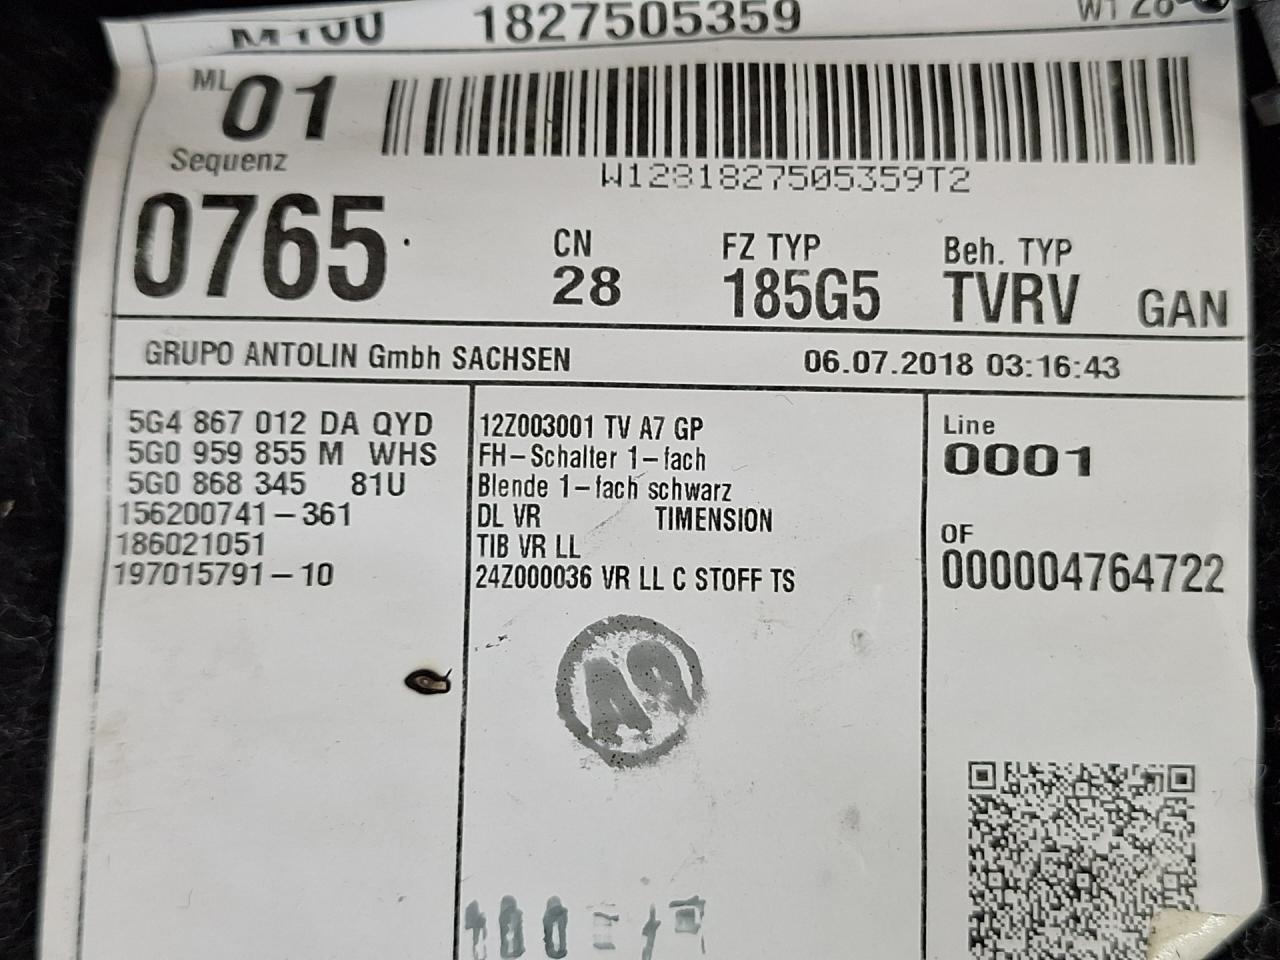 M100 1827505359
ML 01
Sequenz
W1281827505359T2
0765
CN FZ TYP Beh. TYP
28 185G5 TVRV GAN
GRUPO ANTOLIN Gmbh SACHSEN 06.07.2018 03:16:43
5G4 867 012 DA QYD
5G0 959 855 M WHS
5G0 868 345 81U
156200741-361
186021051
197015791-10
12Z003001 TV A7 GP
FH-Schalter 1-fach
Blende 1-fach schwarz
DL VR TIMENSION
TIB VR LL
24Z000036 VR LL C STOFF TS
Line
0001
OF
000004764722